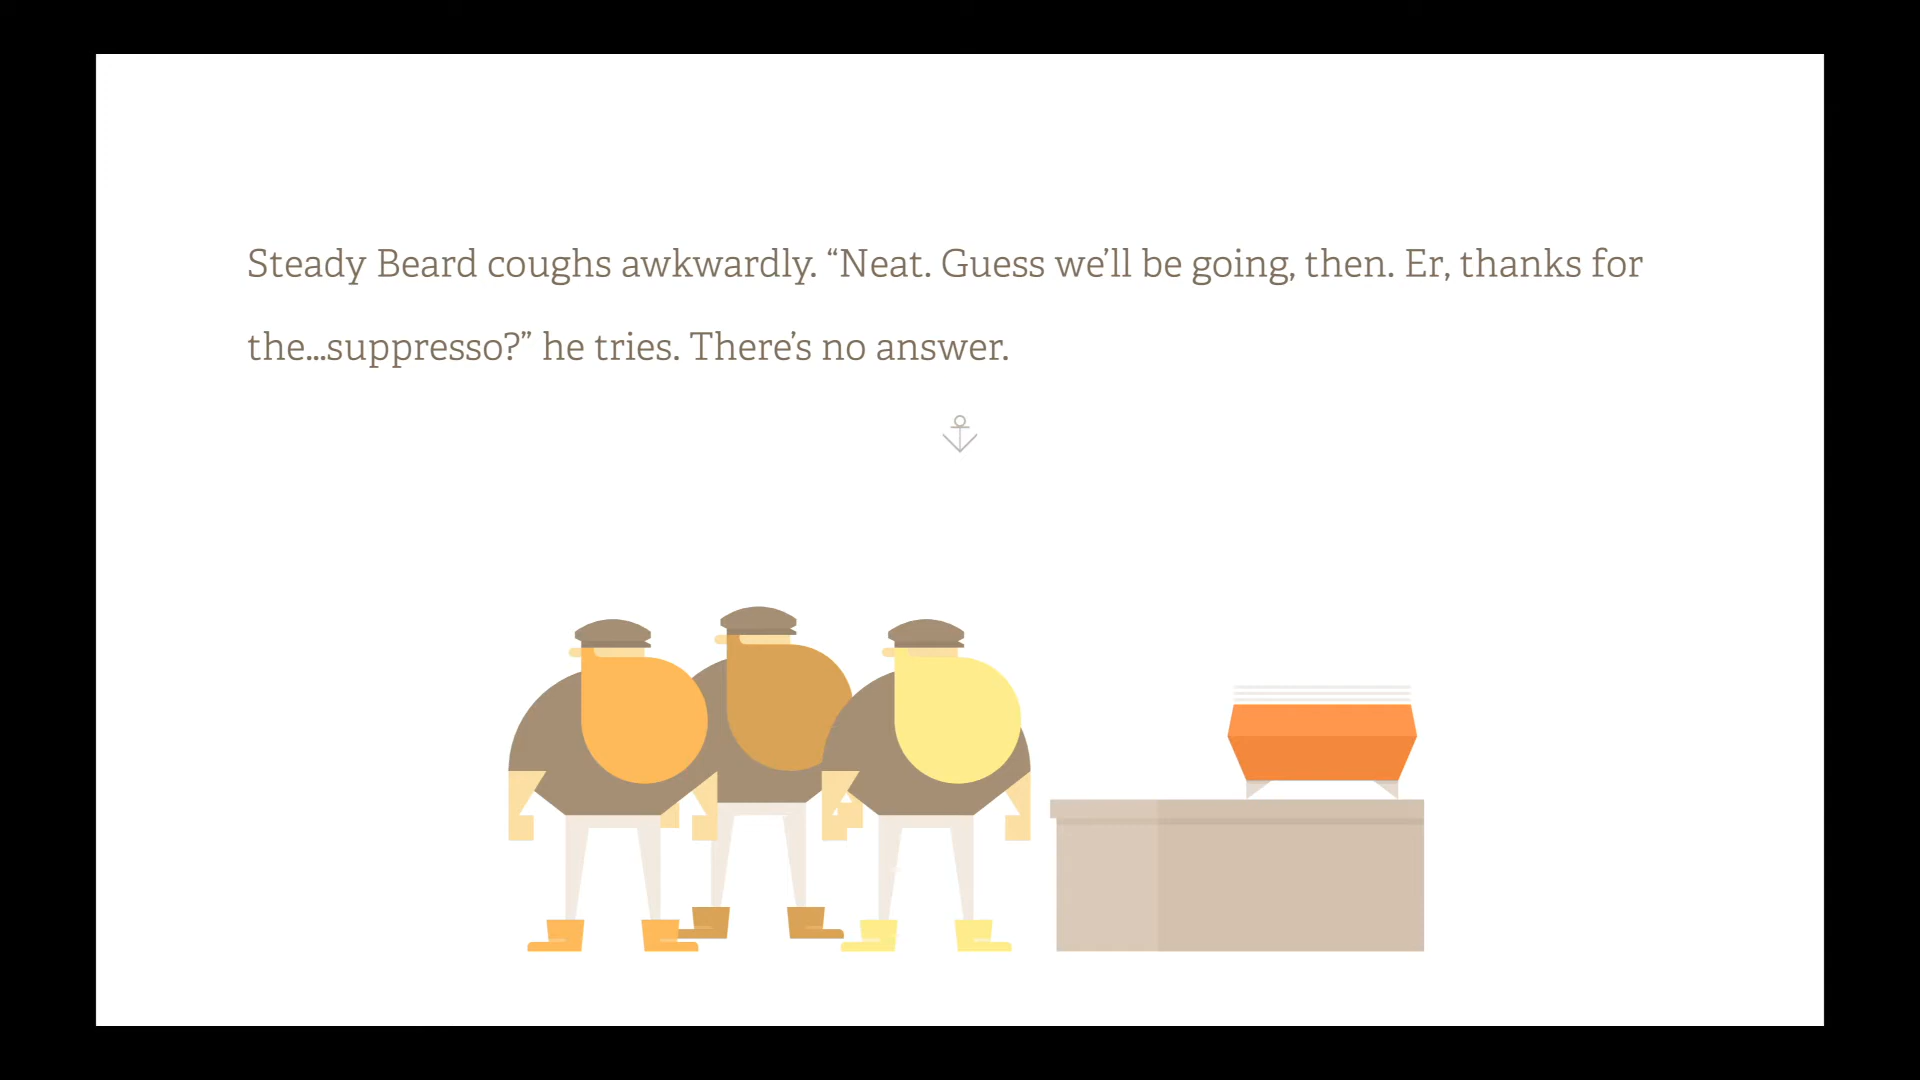 Steady Beard coughs awkwardly. “Neat. Guess we’ll be going, then. Er, thanks for
the...suppresso?” he tries. There’s no answer.